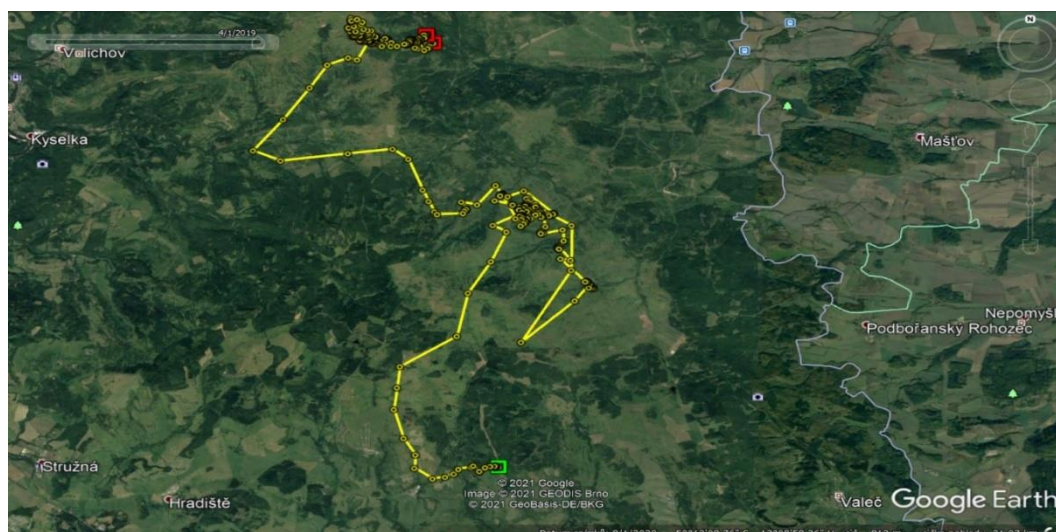 N
4/1/2019
Velichov
Kyselka
Mašťov
Nepomyšl
Podbořanský Rohozec
Stružná
Hradiště
Valeč
© 2021 Google
Image © 2021 GEODIS Brno
© 2021 GeoBasis-DE/BKG
Google Earth